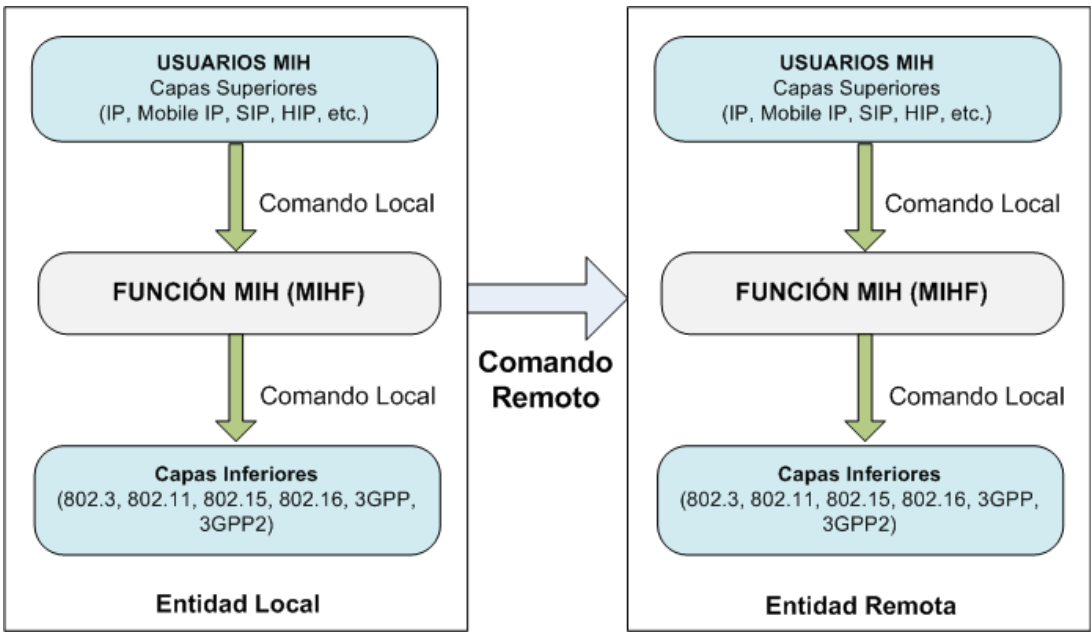 USUARIOS MIH
Capas Superiores
(IP, Mobile IP, SIP, HIP, etc.)
Comando Local
FUNCIÓN MIH (MIHF)
Comando Local
Capas Inferiores
(802.3, 802.11, 802.15, 802.16, 3GPP,
3GPP2)
Entidad Local
Comando
Remoto
USUARIOS MIH
Capas Superiores
(IP, Mobile IP, SIP, HIP, etc.)
Comando Local
FUNCIÓN MIH (MIHF)
Comando Local
Capas Inferiores
(802.3, 802.11, 802.15, 802.16, 3GPP,
3GPP2)
Entidad Remota